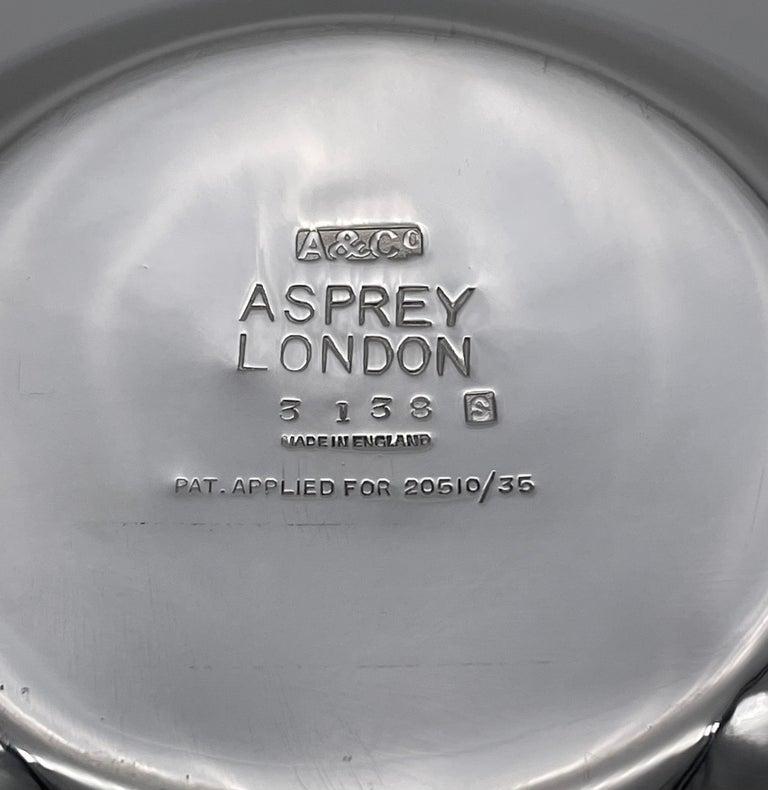 A&Co
ASPREY
LONDON
3 1 3 8 S
MADE IN ENGLAND
PAT. APPLIED FOR 20510/35